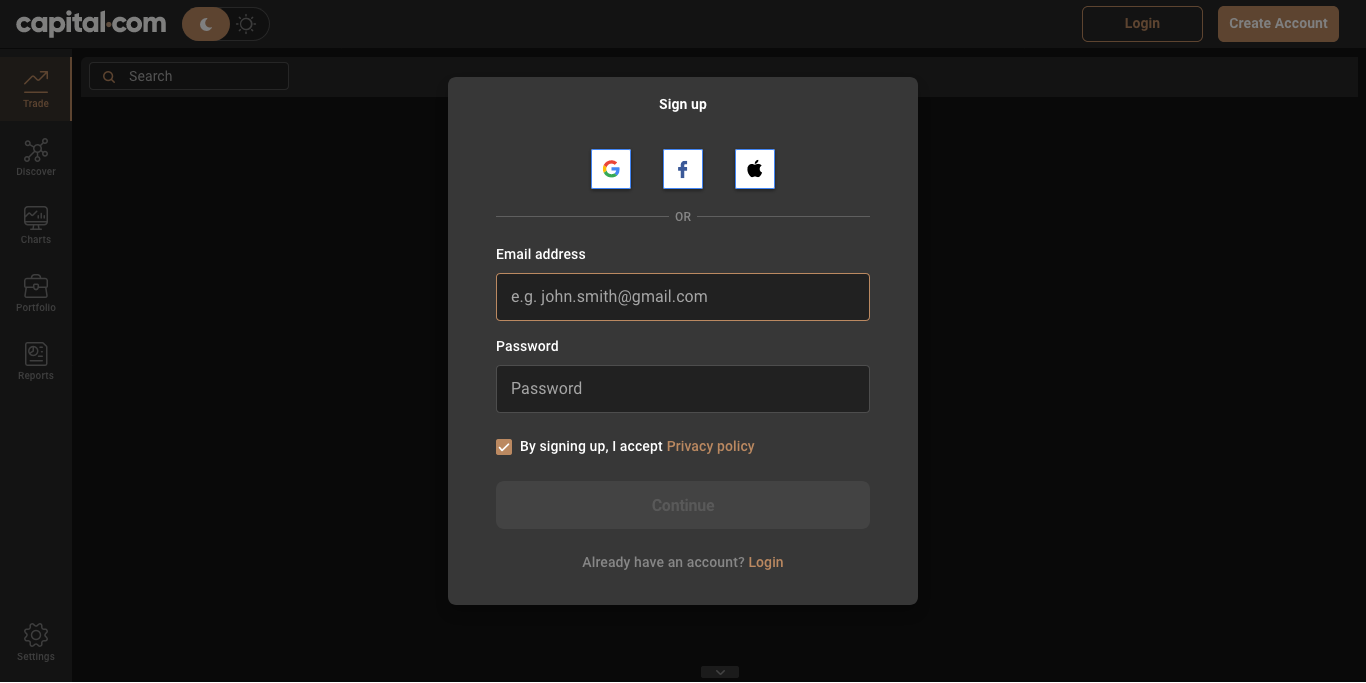 capital.com
Login
Create Account
Trade
Search
Discover
Charts
Portfolio
Reports
Settings
Sign up
G f
OR
Email address
e.g. john.smith@gmail.com
Password
Password
By signing up, I accept Privacy policy
Continue
Already have an account? Login